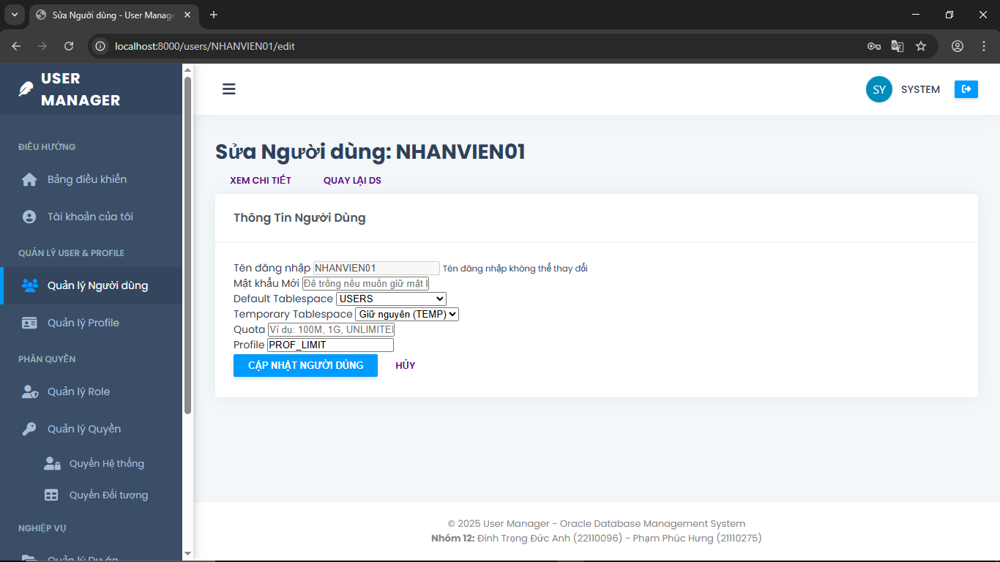 Sửa Người dùng - User Manage
localhost:8000/users/NHANVIEN01/edit
USER
MANAGER
SY SYSTEM
ĐIỀU HƯỚNG
Bảng điều khiển
Tài khoản của tôi
QUẢN LÝ USER & PROFILE
Quản lý Người dùng
Quản lý Profile
PHÂN QUYỀN
Quản lý Role
Quản lý Quyền
Quyền Hệ thống
Quyền Đối tượng
NGHIỆP VỤ
Quản lý Dự án
Sửa Người dùng: NHANVIEN01
XEM CHI TIẾT QUAY LẠI DS
Thông Tin Người Dùng
Tên đăng nhập NHANVIEN01 Tên đăng nhập không thể thay đổi
Mật khẩu Mới Để trống nếu muốn giữ mật
Default Tablespace USERS
Temporary Tablespace Giữ nguyên (TEMP)
Quota Ví dụ: 100M, 1G, UNLIMITE
Profile PROF_LIMIT
CẬP NHẬT NGƯỜI DÙNG HỦY
© 2025 User Manager - Oracle Database Management System
Nhóm 12: Đinh Trọng Đức Anh (22110096) - Phạm Phúc Hưng (21110275)